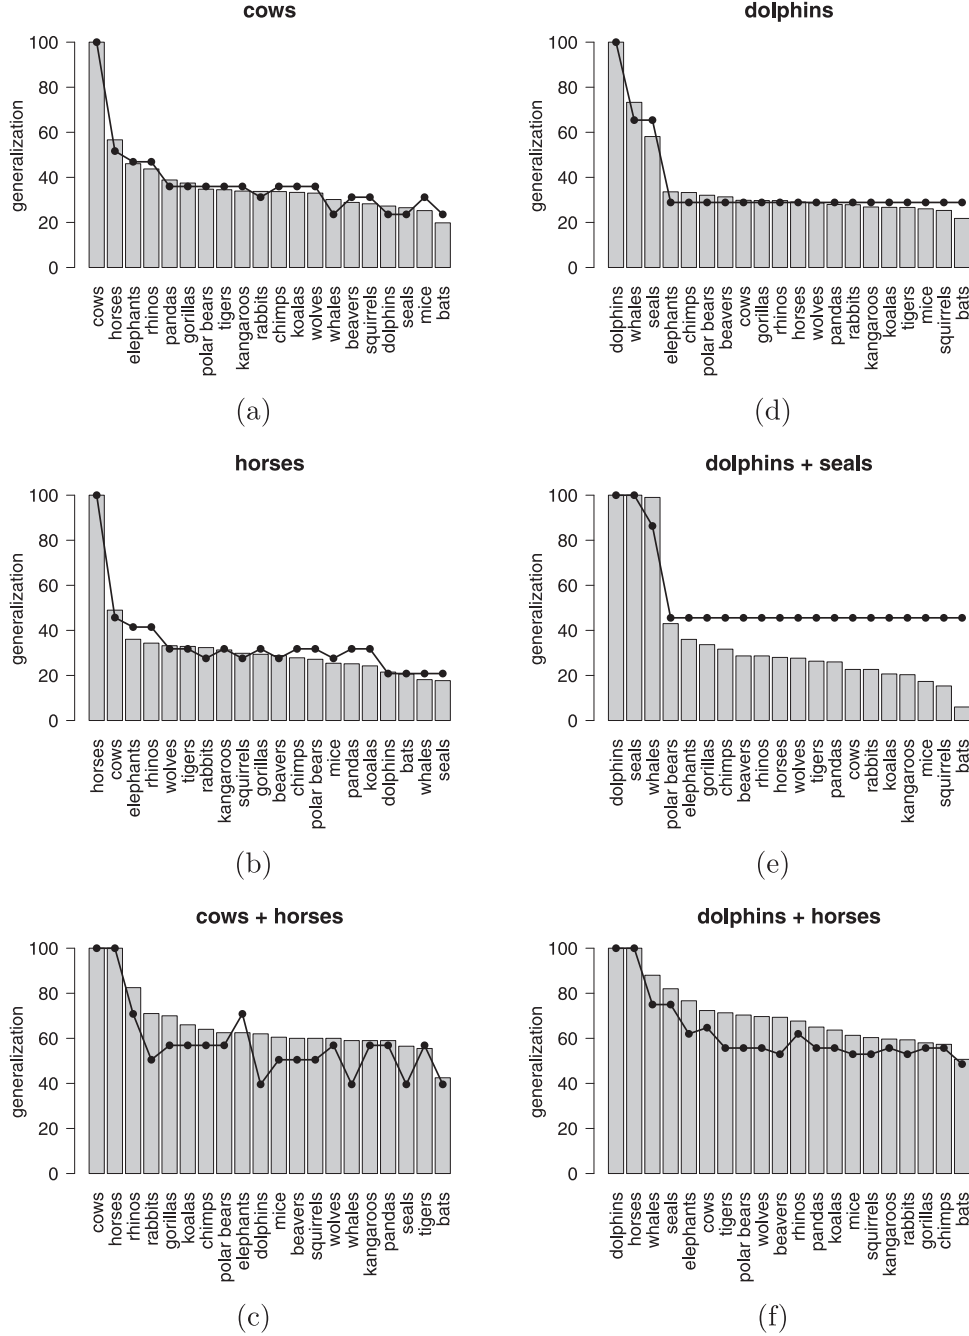 cows
generalization
100
80
60
40
20
0
cows
horses
elephants
rhinos
pandas
gorillas
polar bears
tigers
kangaroos
rabbits
chimps
koalas
wolves
whales
beavers
squirrels
dolphins
seals
mice
bats
(a)
dolphins
generalization
100
80
60
40
20
0
dolphins
whales
seals
elephants
chimps
polar bears
beavers
cows
gorillas
rhinos
horses
wolves
pandas
rabbits
kangaroos
koalas
tigers
mice
squirrels
bats
(d)
horses
generalization
100
80
60
40
20
0
horses
cows
elephants
rhinos
wolves
tigers
rabbits
kangaroos
squirrels
gorillas
beavers
chimps
polar bears
mice
pandas
koalas
dolphins
bats
whales
seals
(b)
dolphins + seals
generalization
100
80
60
40
20
0
dolphins
seals
whales
polar bears
elephants
gorillas
chimps
beavers
rhinos
horses
wolves
tigers
pandas
cows
rabbits
koalas
kangaroos
mice
squirrels
bats
(e)
cows + horses
generalization
100
80
60
40
20
0
cows
horses
rhinos
rabbits
gorillas
koalas
chimps
polar bears
elephants
dolphins
mice
beavers
squirrels
wolves
whales
kangaroos
pandas
seals
tigers
bats
(c)
dolphins + horses
generalization
100
80
60
40
20
0
dolphins
horses
whales
seals
elephants
cows
tigers
polar bears
wolves
beavers
rhinos
pandas
koalas
mice
squirrels
kangaroos
rabbits
gorillas
chimps
bats
(f)